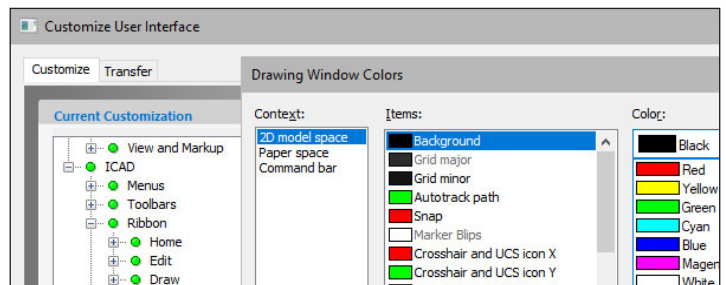 Customize User Interface
Customize Transfer
Current Customization
View and Markup
ICAD
Menus
Toolbars
Ribbon
Home
Edit
Draw
Drawing Window Colors
Context:
2D model space
Paper space
Command bar
Items:
Background
Grid major
Grid minor
Autotrack path
Snap
Marker Blips
Crosshair and UCS icon X
Crosshair and UCS icon Y
Color:
Black
Red
Yellow
Green
Cyan
Blue
Magen
White